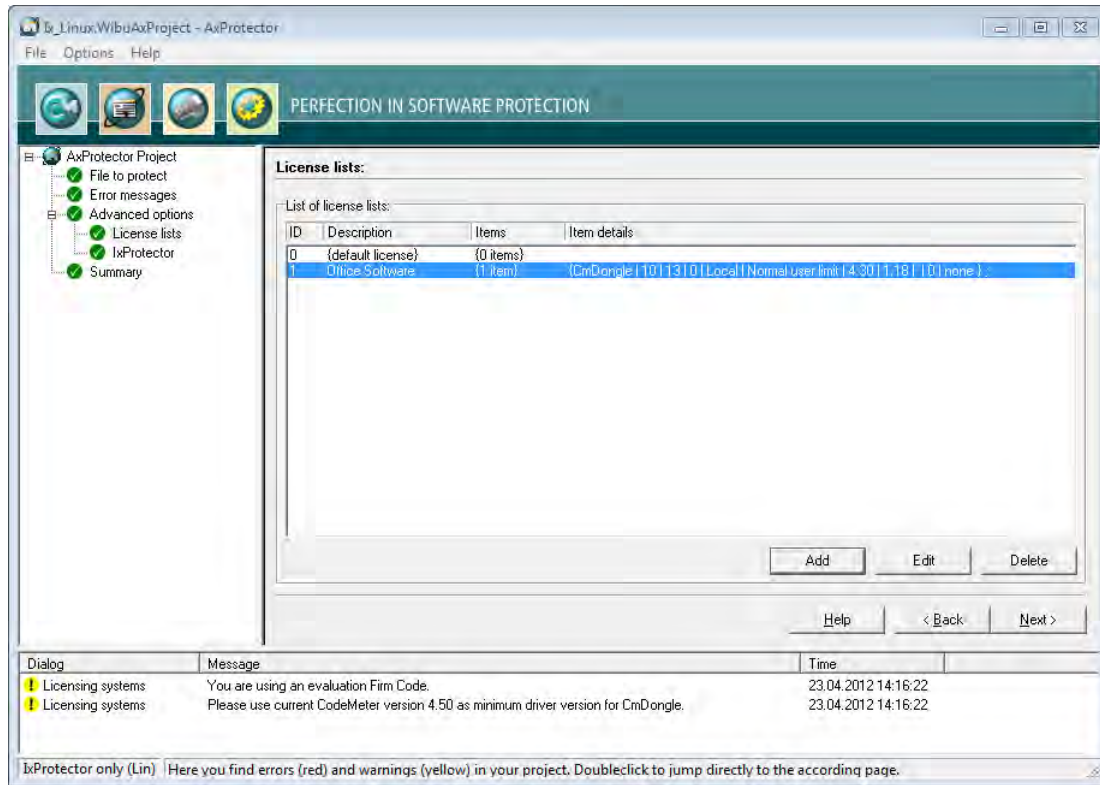 Ix_Linux.WibuAxProject - AxProtector
File Options Help
PERFECTION IN SOFTWARE PROTECTION
AxProtector Project
File to protect
Error messages
Advanced options
License lists
IxProtector
Summary
License lists:
List of license lists:
ID Description Items Item details
0 {default license} {0 items}
1 Office Software {1 item} {CmDongle | 10 | 13 | 0 | Local | Normal user limit | 4.30 | 1.18 | | 0 | none }
Add Edit Delete
Help < Back Next >
Dialog Message Time
Licensing systems You are using an evaluation Firm Code. 23.04.2012 14:16:22
Licensing systems Please use current CodeMeter version 4.50 as minimum driver version for CmDongle. 23.04.2012 14:16:22
IxProtector only (Lin) Here you find errors (red) and warnings (yellow) in your project. Doubleclick to jump directly to the according page.